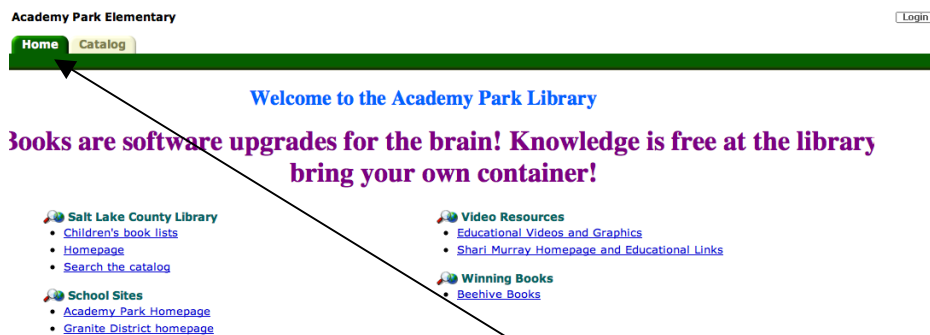 Academy Park Elementary
Login
Home Catalog
Welcome to the Academy Park Library
Books are software upgrades for the brain! Knowledge is free at the library
bring your own container!
Salt Lake County Library
• Children's book lists
• Homepage
• Search the catalog
School Sites
• Academy Park Homepage
• Granite District homepage
Video Resources
• Educational Videos and Graphics
• Shari Murray Homepage and Educational Links
Winning Books
• Beehive Books